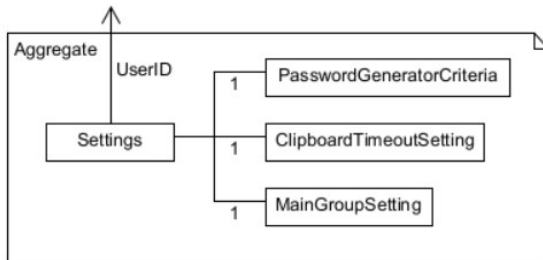 Aggregate
UserID
1
PasswordGeneratorCriteria
Settings
1
ClipboardTimeoutSetting
1
MainGroupSetting